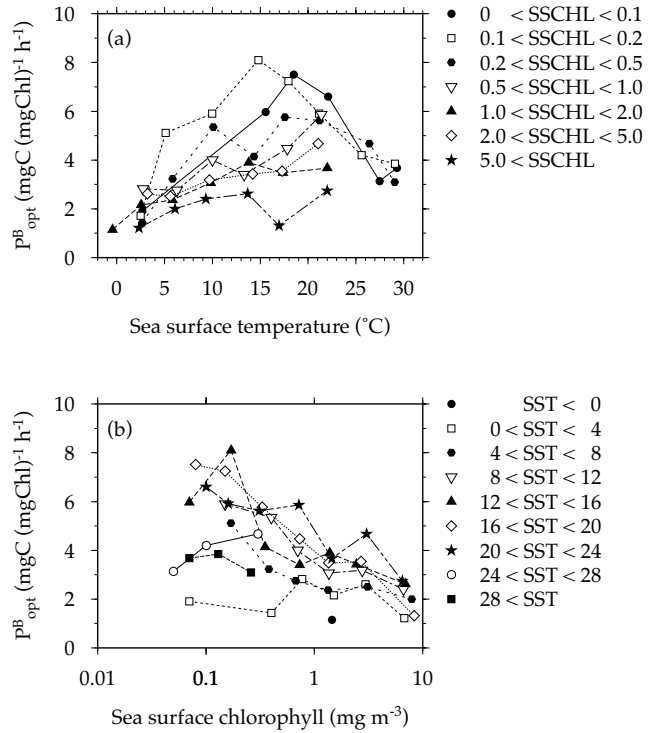 (a)
10
8
6
4
2
0
P^B_opt (mgC (mgChl)^-1 h^-1)
0 5 10 15 20 25 30
Sea surface temperature (˚C)
0 < SSCHL < 0.1
0.1 < SSCHL < 0.2
0.2 < SSCHL < 0.5
0.5 < SSCHL < 1.0
1.0 < SSCHL < 2.0
2.0 < SSCHL < 5.0
5.0 < SSCHL
(b)
10
8
6
4
2
0
P^B_opt (mgC (mgChl)^-1 h^-1)
0.01 0.1 1 10
Sea surface chlorophyll (mg m^-3)
SST < 0
0 < SST < 4
4 < SST < 8
8 < SST < 12
12 < SST < 16
16 < SST < 20
20 < SST < 24
24 < SST < 28
28 < SST